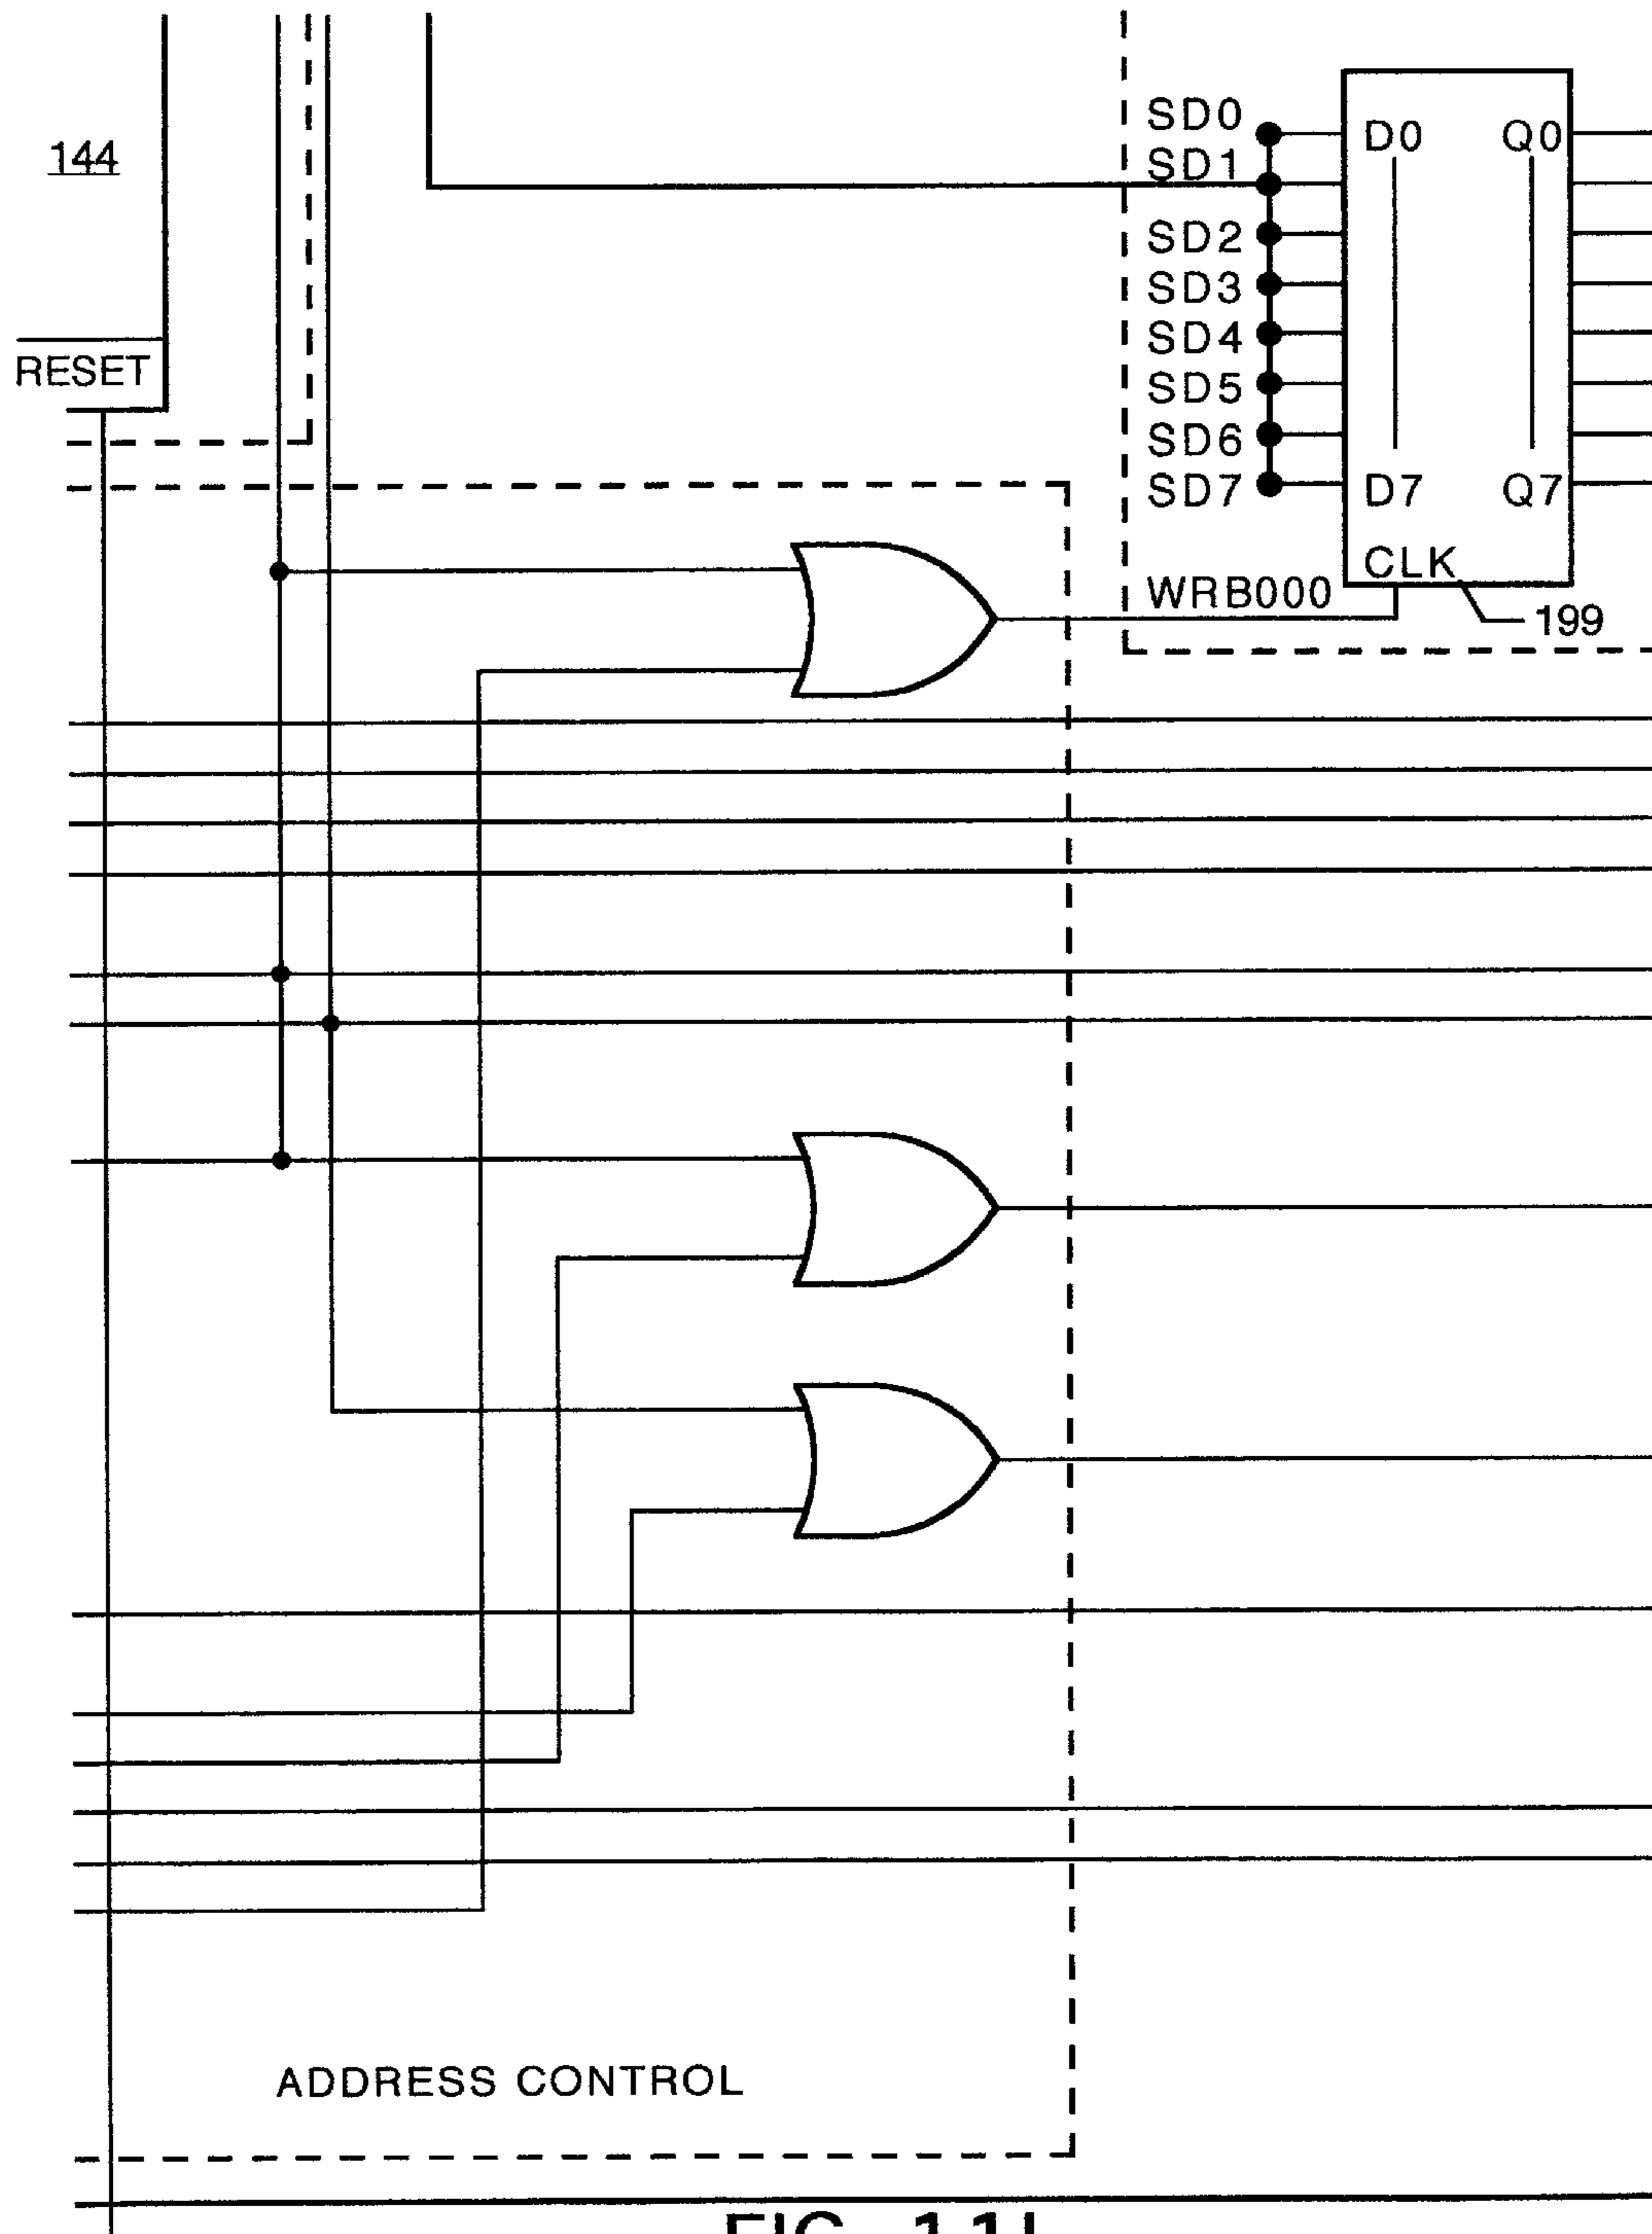 144
RESET
SD0
SD1
SD2
SD3
SD4
SD5
SD6
SD7
D0 Q0
D7 Q7
CLK
WRB000
199
ADDRESS CONTROL